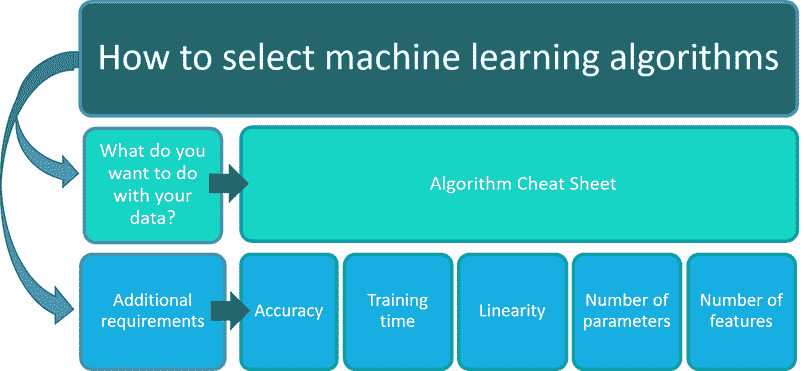 How to select machine learning algorithms
What do you
want to do
with your
data?
Algorithm Cheat Sheet
Additional
requirements
Accuracy
Training
time
Linearity
Number of
parameters
Number of
features